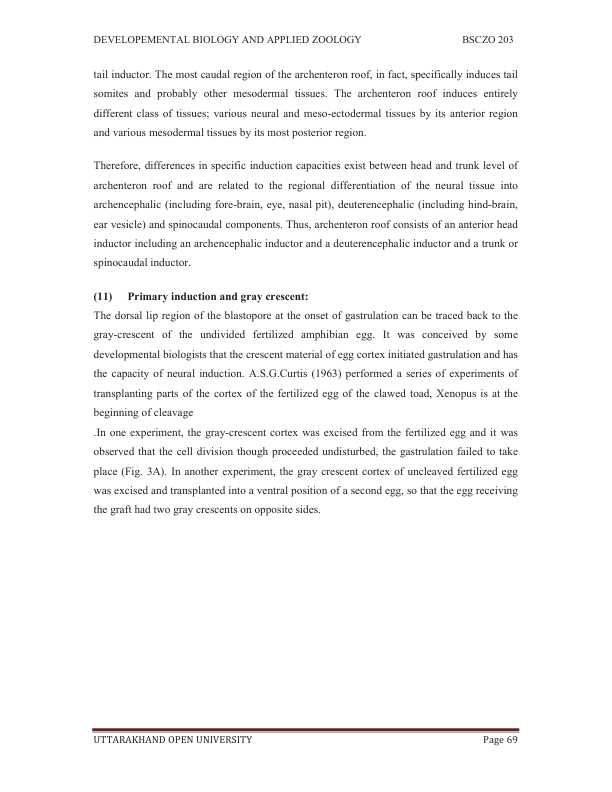 DEVELOPEMENTAL BIOLOGY AND APPLIED ZOOLOGY BSCZO 203
tail inductor. The most caudal region of the archenteron roof, in fact, specifically induces tail
somites and probably other mesodermal tissues. The archenteron roof induces entirely
different class of tissues; various neural and meso-ectodermal tissues by its anterior region
and various mesodermal tissues by its most posterior region.
Therefore, differences in specific induction capacities exist between head and trunk level of
archenteron roof and are related to the regional differentiation of the neural tissue into
archencephalic (including fore-brain, eye, nasal pit), deuterencephalic (including hind-brain,
ear vesicle) and spinocaudal components. Thus, archenteron roof consists of an anterior head
inductor including an archencephalic inductor and a deuterencephalic inductor and a trunk or
spinocaudal inductor.
(11) Primary induction and gray crescent:
The dorsal lip region of the blastopore at the onset of gastrulation can be traced back to the
gray-crescent of the undivided fertilized amphibian egg. It was conceived by some
developmental biologists that the crescent material of egg cortex initiated gastrulation and has
the capacity of neural induction. A.S.G.Curtis (1963) performed a series of experiments of
transplanting parts of the cortex of the fertilized egg of the clawed toad, Xenopus is at the
beginning of cleavage
.In one experiment, the gray-crescent cortex was excised from the fertilized egg and it was
observed that the cell division though proceeded undisturbed, the gastrulation failed to take
place (Fig. 3A). In another experiment, the gray crescent cortex of uncleaved fertilized egg
was excised and transplanted into a ventral position of a second egg, so that the egg receiving
the graft had two gray crescents on opposite sides.
UTTARAKHAND OPEN UNIVERSITY Page 69